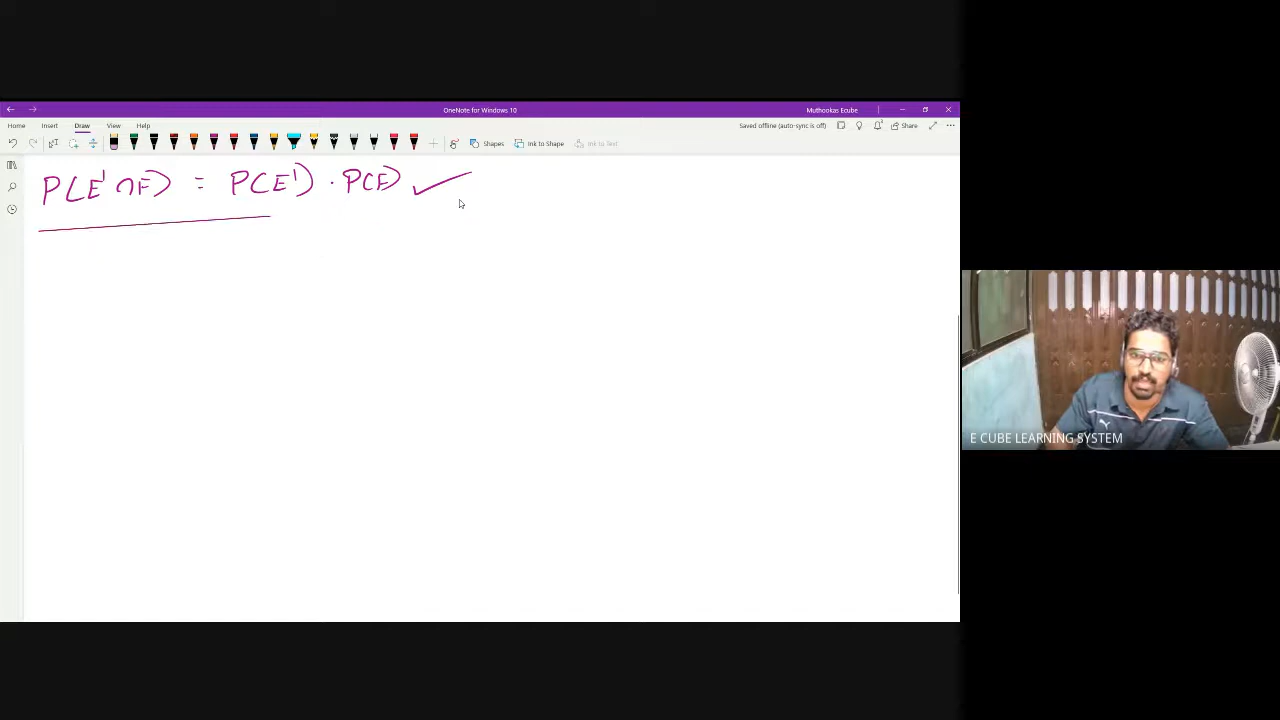 OneNote for Windows 10
Muthookas Ecube
Home Insert Draw View Help
Saved offline (auto-sync is off)
Share
Shapes
Ink to Shape
Ink to Text
P(E' ∩ F) = P(E') · P(F) ✓
E CUBE LEARNING SYSTEM